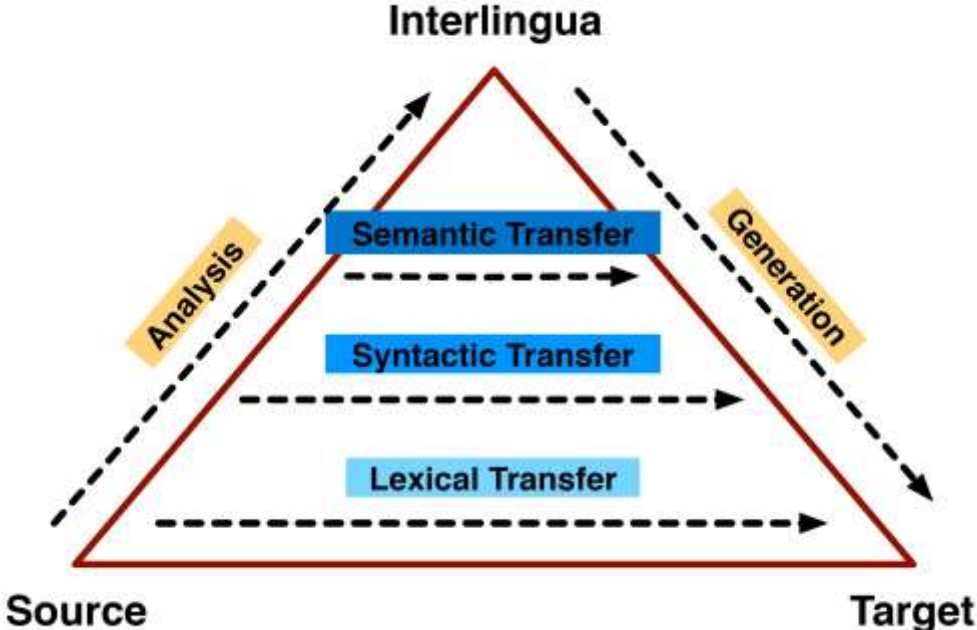 Interlingua
Semantic Transfer
Analysis
Generation
Syntactic Transfer
Lexical Transfer
Source
Target